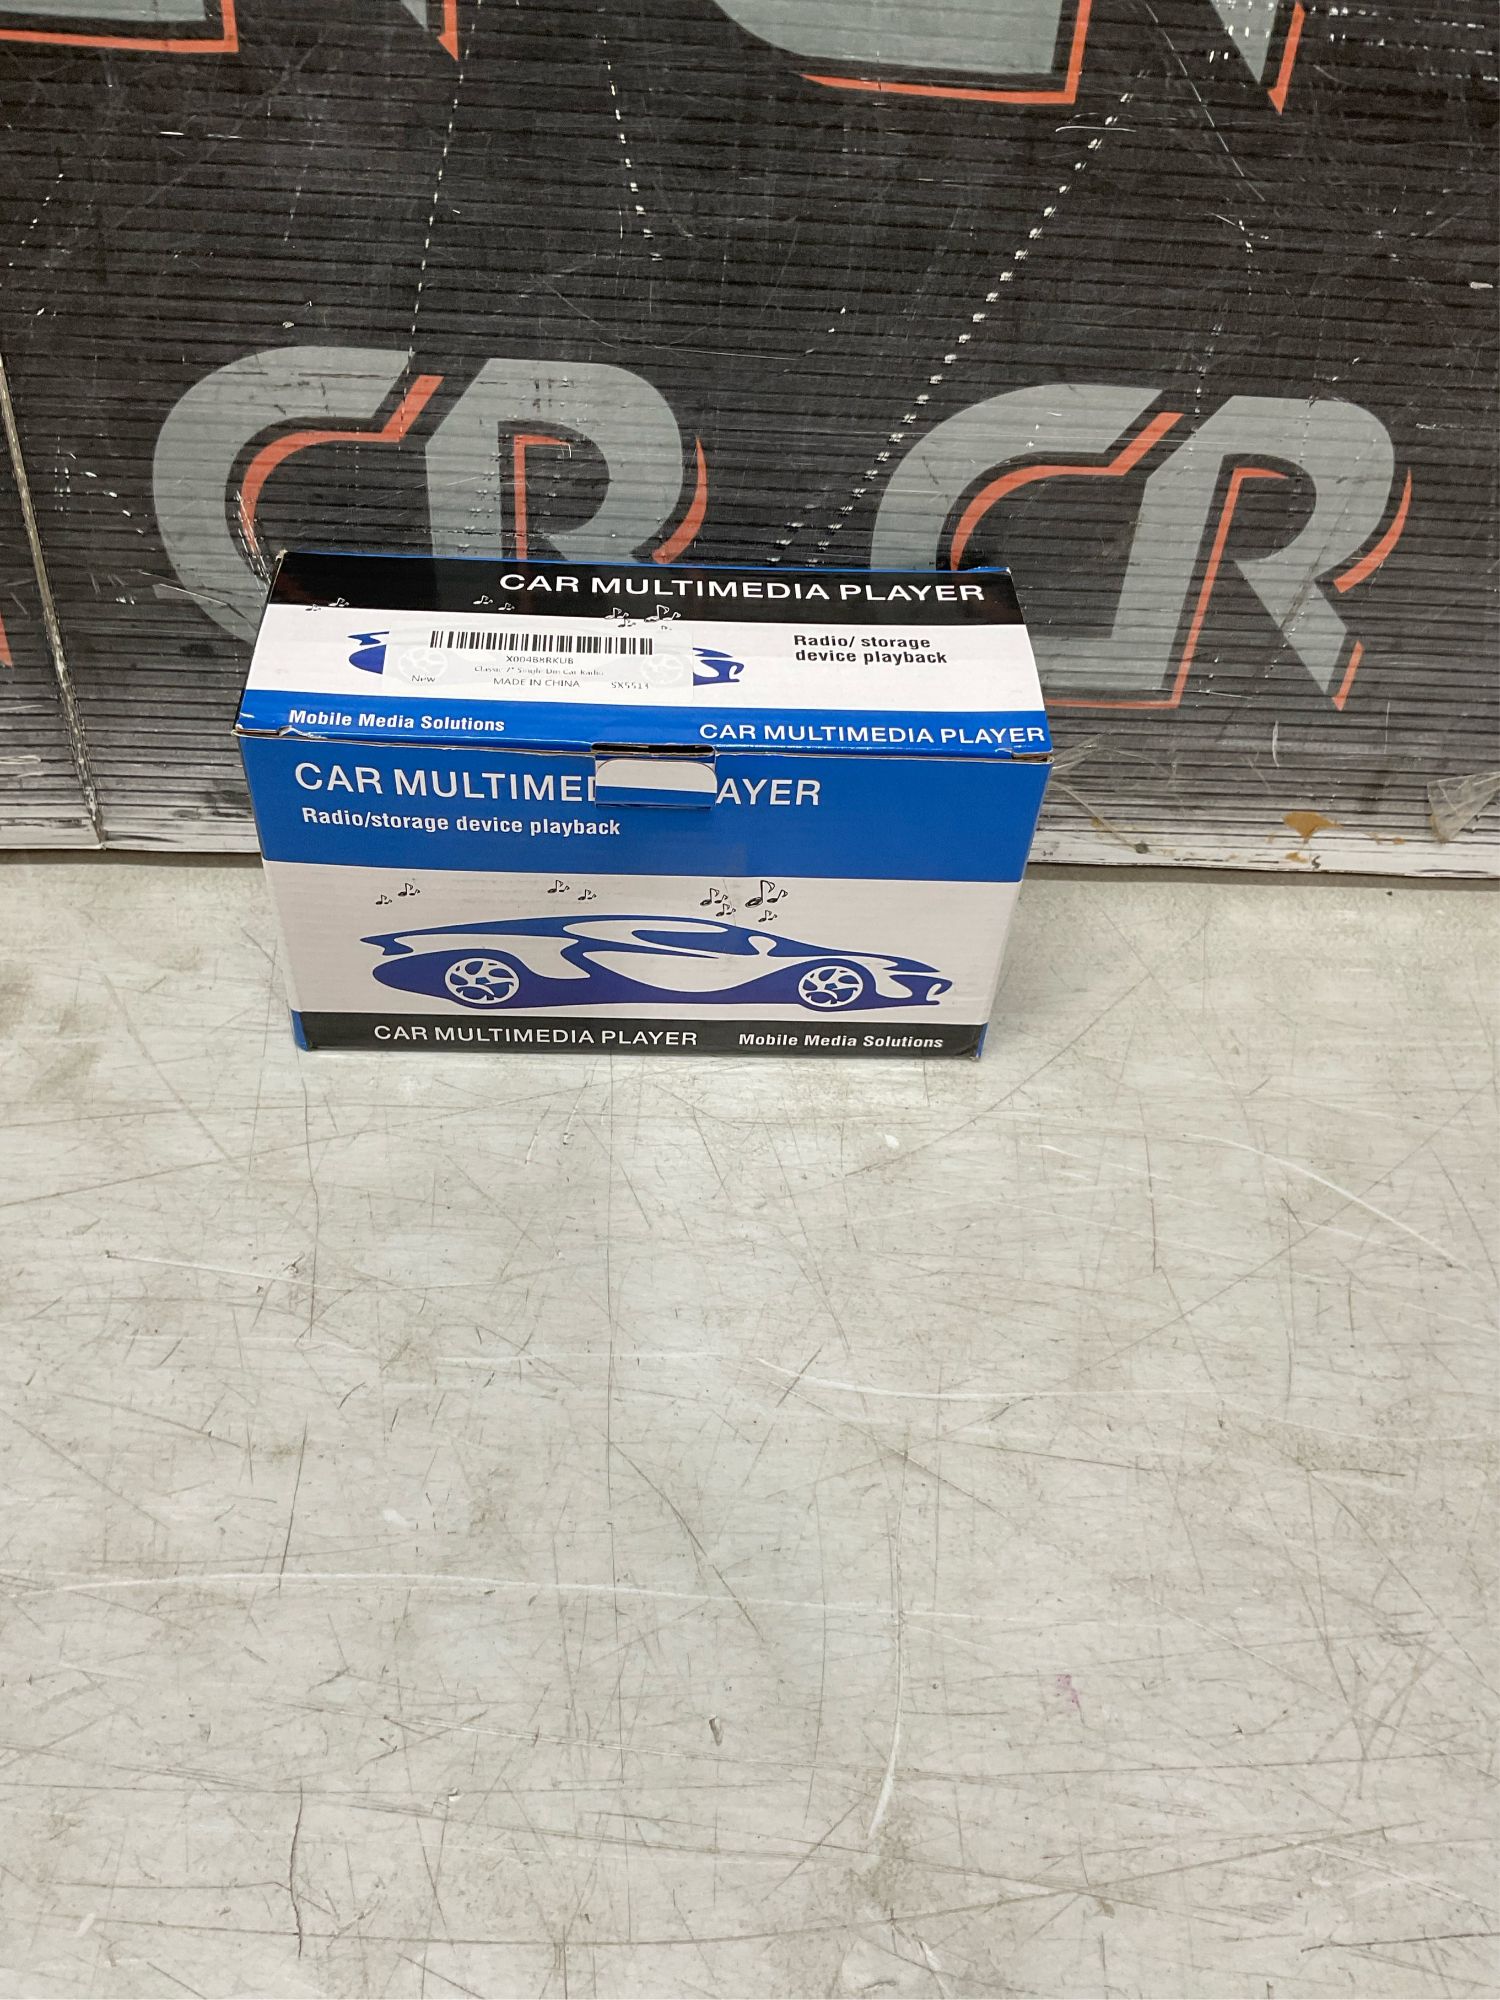 CR
CR
CAR MULTIMEDIA PLAYER
Radio/ storage
device playback
New
MADE IN CHINA
Mobile Media Solutions
CAR MULTIMEDIA PLAYER
CAR MULTIME AYER
Radio/storage device playback
CAR MULTIMEDIA PLAYER
Mobile Media Solutions